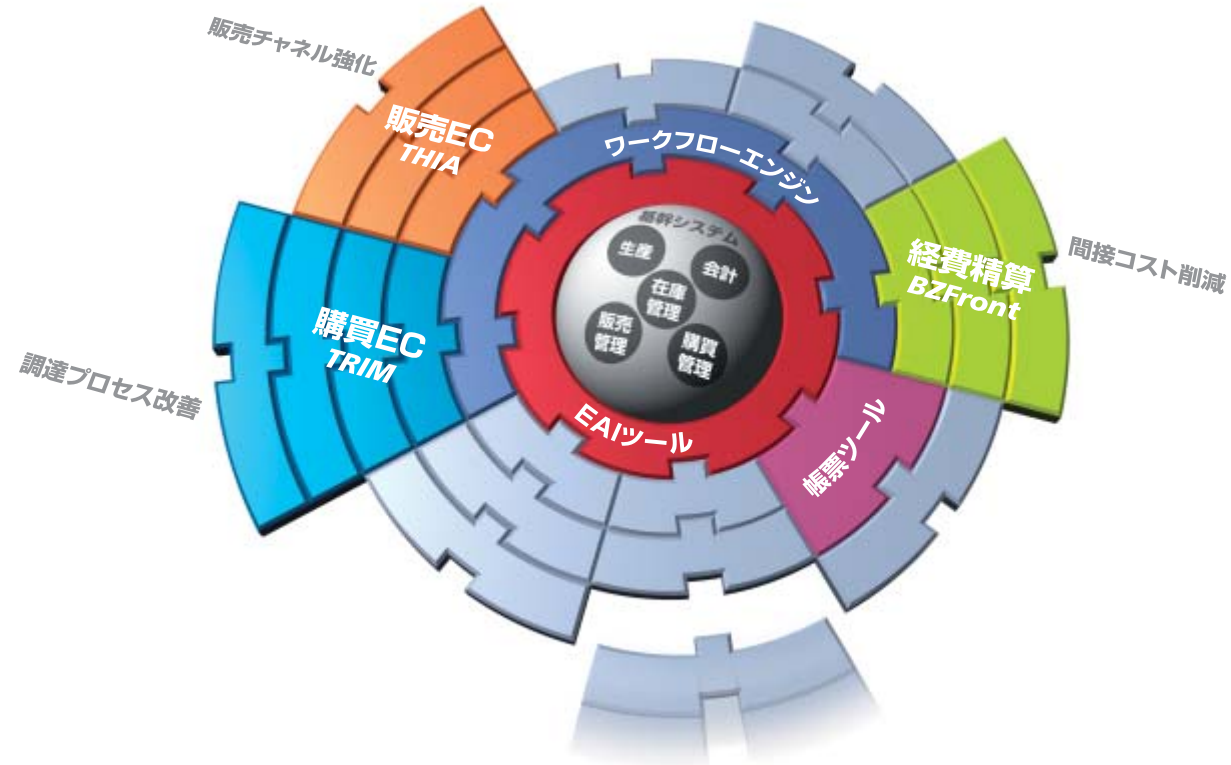 販売チャネル強化
販売EC
THIA
ワークフローエンジン
基幹システム
生産
会計
在庫
管理
販売
管理
購買
管理
経費精算
BZFront
間接コスト削減
購買EC
TRIM
調達プロセス改善
EAIツール
帳票ツール